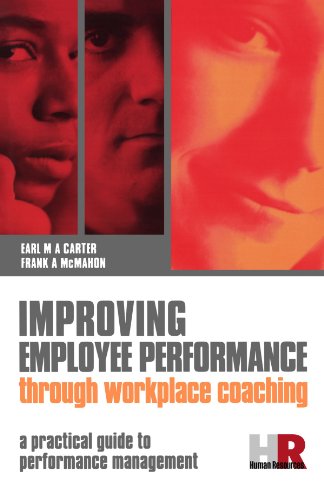 EARL M A CARTER
FRANK A McMAHON
IMPROVING
EMPLOYEE PERFORMANCE
through workplace coaching
a practical guide to
performance management
HR
Human Resources